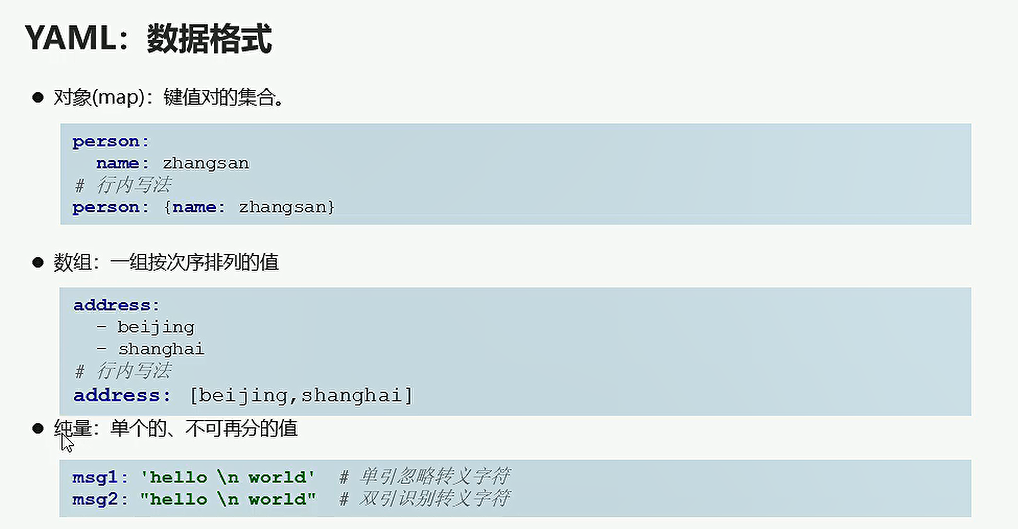 YAML：数据格式
● 对象(map)：键值对的集合。
person:
  name: zhangsan
# 行内写法
person: {name: zhangsan}
● 数组：一组按次序排列的值
address:
  - beijing
  - shanghai
# 行内写法
address: [beijing,shanghai]
● 纯量：单个的、不可再分的值
msg1: 'hello \n world'  # 单引忽略转义字符
msg2: "hello \n world"  # 双引识别转义字符